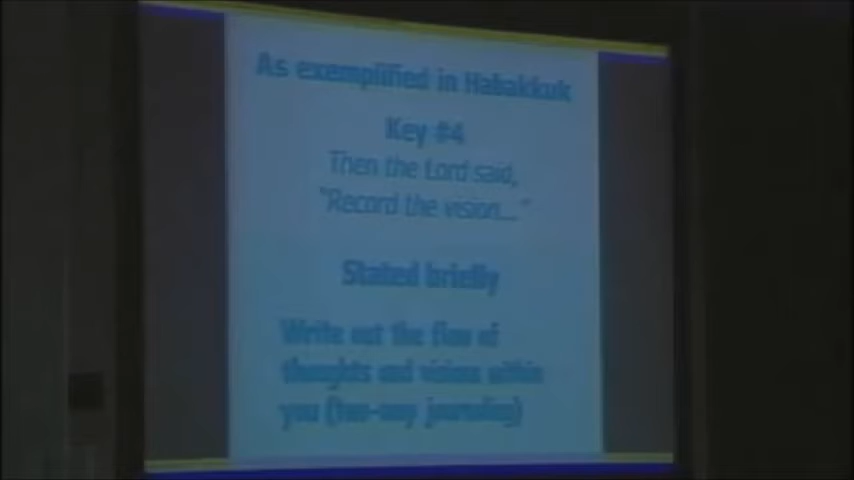 As exemplified in Habakkuk
Key #4
Then the Lord said,
"Record the vision..."
Stated briefly
Write out the flow of
thoughts and visions within
you (two-way journaling)